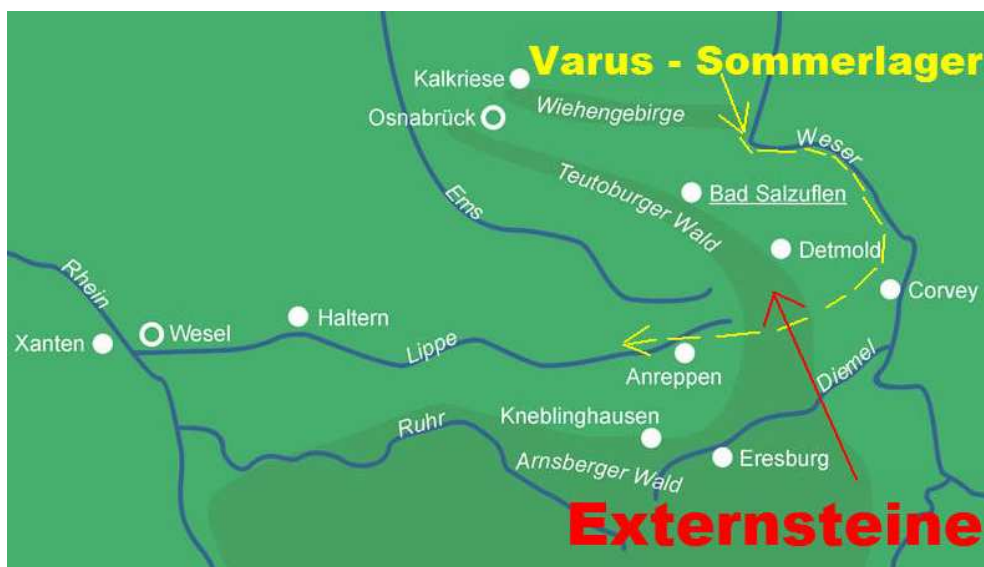 Varus - Sommerlager
Kalkriese
Osnabrück
Wiehengebirge
Weser
Teutoburger Wald
Bad Salzuflen
Ems
Detmold
Rhein
Corvey
Haltern
Wesel
Xanten
Lippe
Anreppen
Diemel
Kneblinghausen
Ruhr
Arnsberger Wald
Eresburg
Externsteine